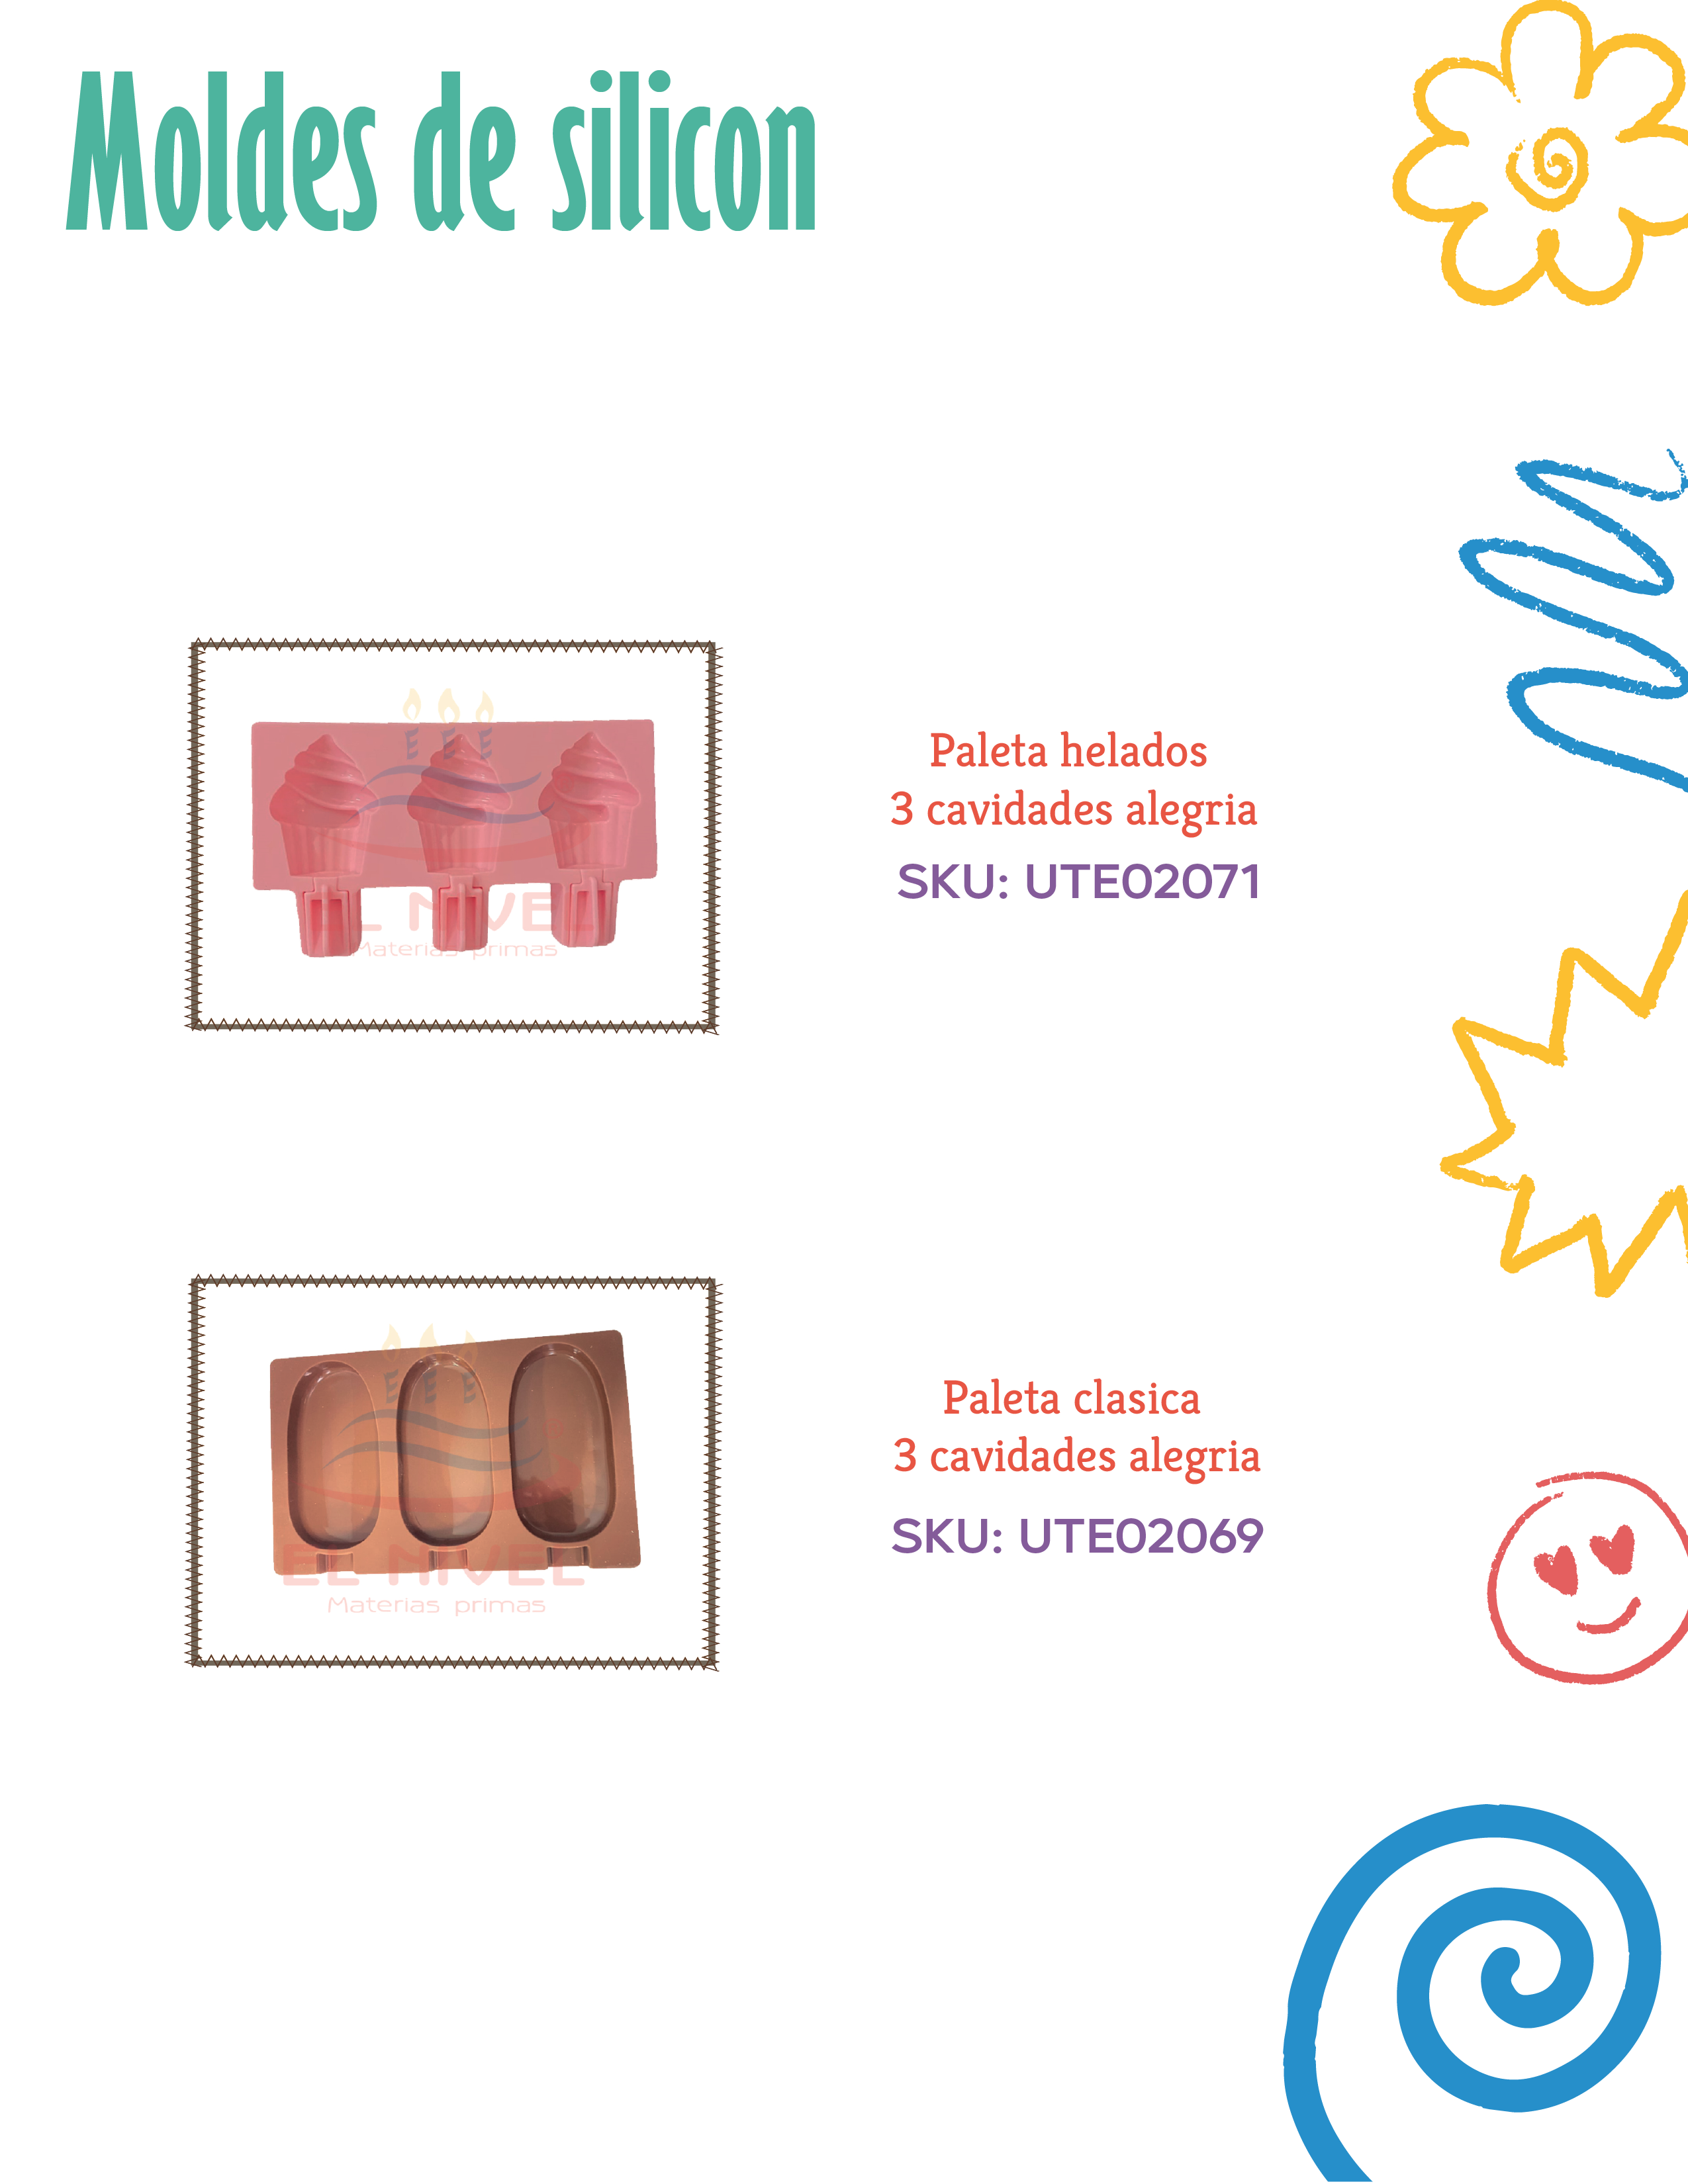 Moldes de silicon
Paleta helados
3 cavidades alegria
SKU: UTE02071
EL NIVEL
Materias primas
Paleta clasica
3 cavidades alegria
SKU: UTE02069
EL NIVEL
Materias primas